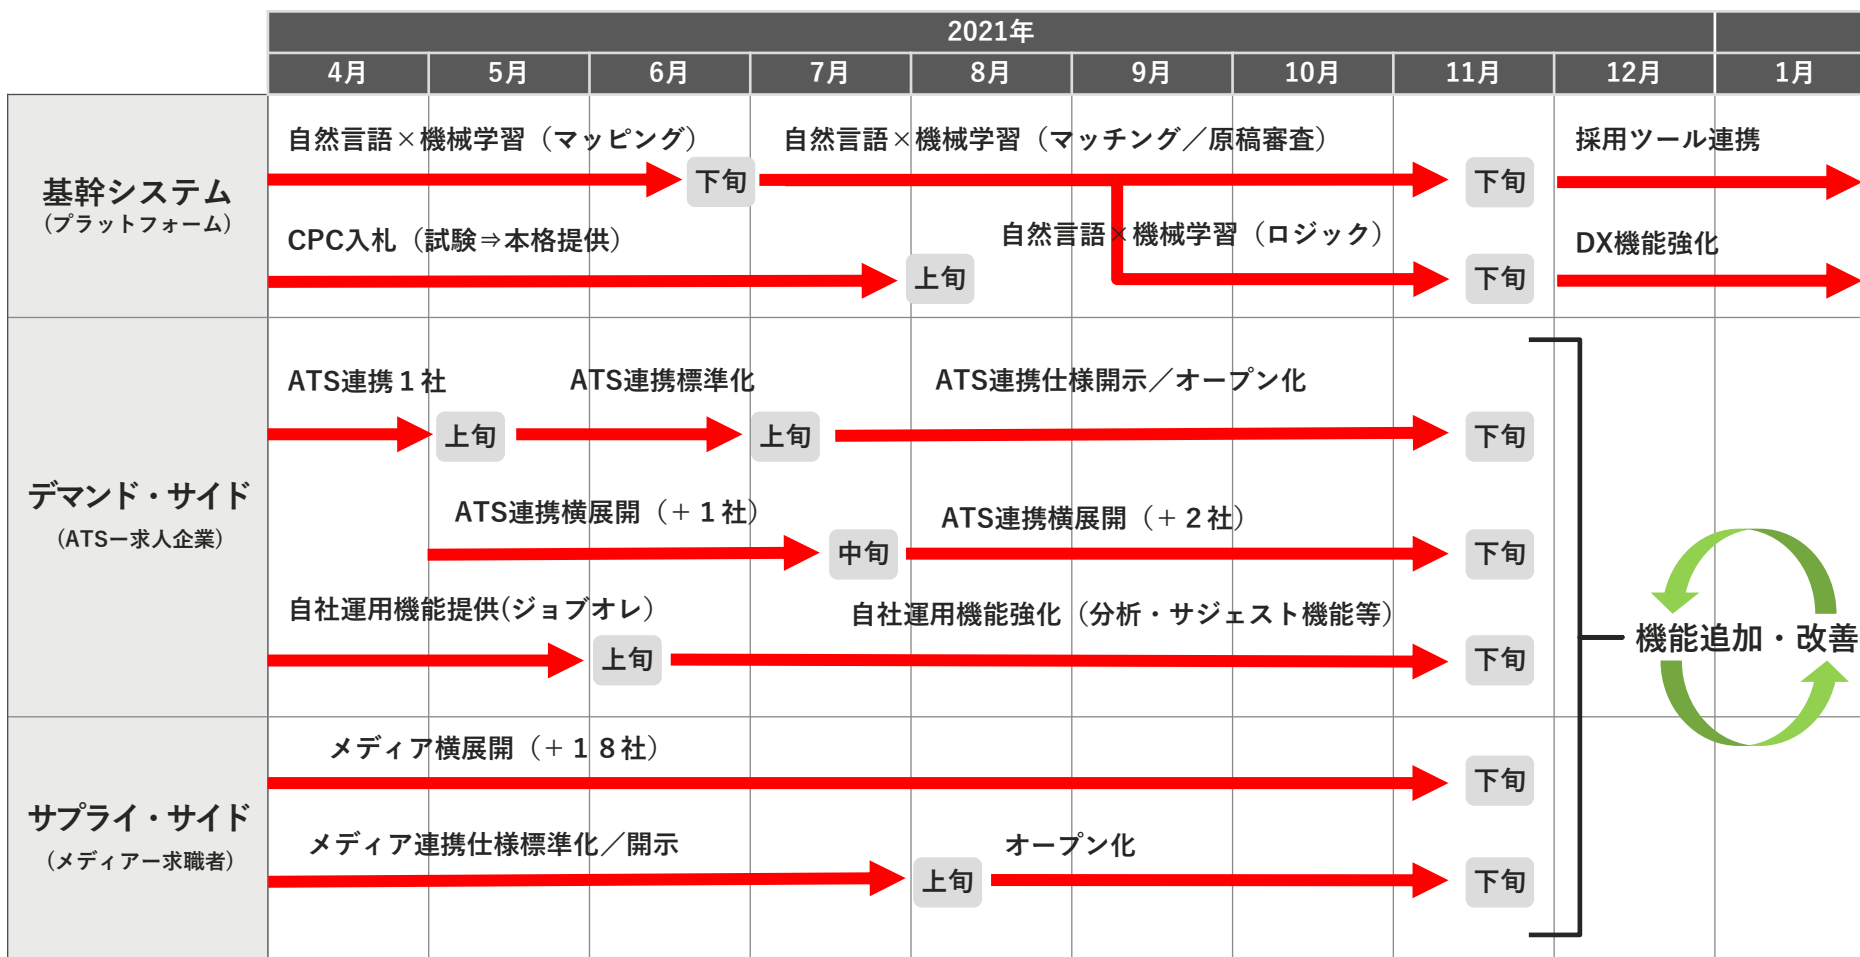 2021年
4月 5月 6月 7月 8月 9月 10月 11月 12月 1月
基幹システム
(プラットフォーム)
自然言語×機械学習（マッピング）
自然言語×機械学習（マッチング／原稿審査）
採用ツール連携
下旬
下旬
CPC入札（試験⇒本格提供）
自然言語×機械学習（ロジック）
DX機能強化
上旬
下旬
デマンド・サイド
(ATSー求人企業)
ATS連携１社
ATS連携標準化
ATS連携仕様開示／オープン化
上旬
上旬
下旬
ATS連携横展開（＋１社）
ATS連携横展開（＋２社）
中旬
下旬
自社運用機能提供(ジョブオレ）
自社運用機能強化（分析・サジェスト機能等）
上旬
下旬
機能追加・改善
サプライ・サイド
(メディアー求職者)
メディア横展開（＋１８社）
下旬
メディア連携仕様標準化／開示
オープン化
上旬
下旬